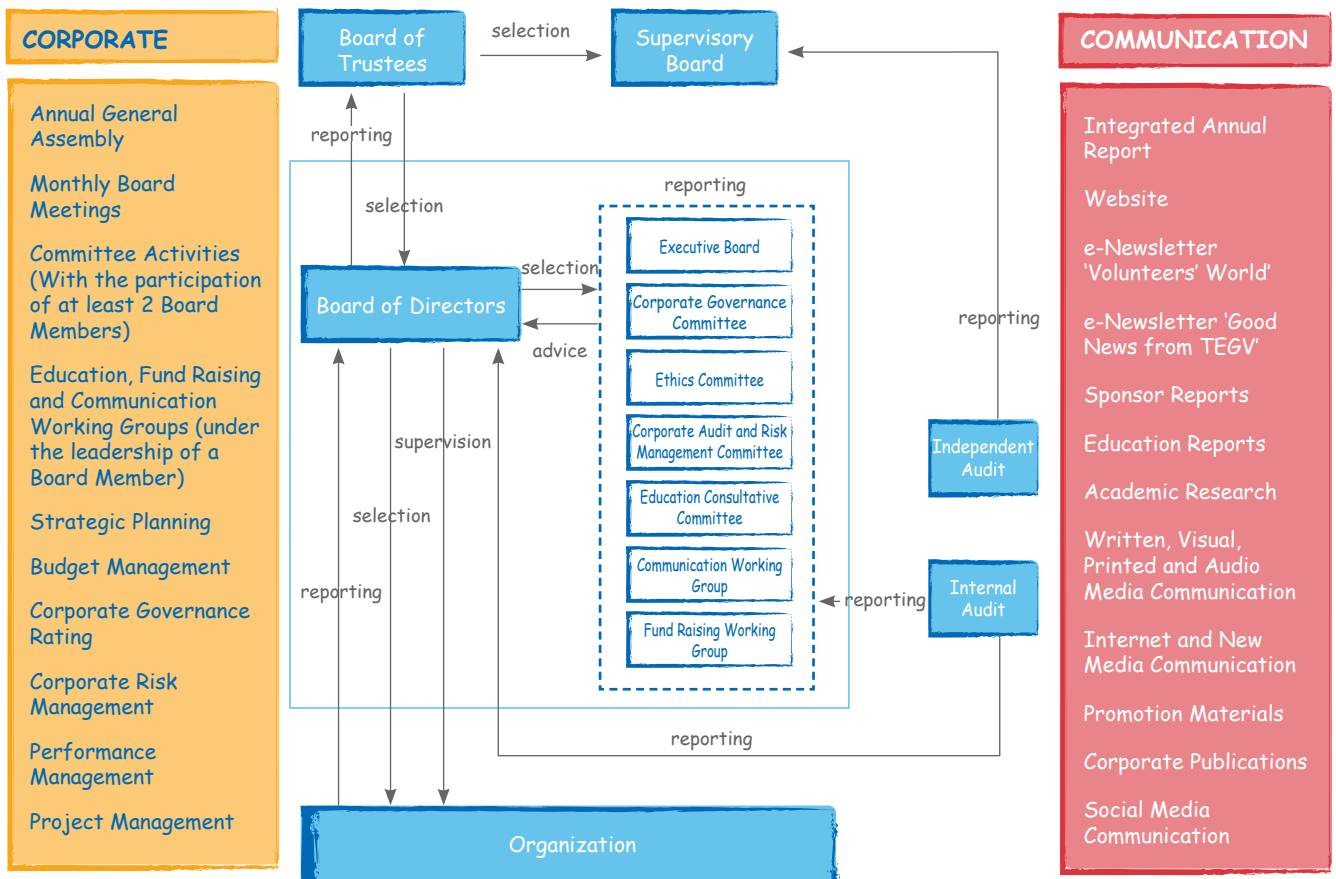 CORPORATE
Annual General
Assembly
Monthly Board
Meetings
Committee Activities
(With the participation
of at least 2 Board
Members)
Education, Fund Raising
and Communication
Working Groups (under
the leadership of a
Board Member)
Strategic Planning
Budget Management
Corporate Governance
Rating
Corporate Risk
Management
Performance
Management
Project Management
Board of
Trustees
selection
Supervisory
Board
reporting
selection
reporting
Board of Directors
selection
advice
Executive Board
Corporate Governance
Committee
Ethics Committee
Corporate Audit and Risk
Management Committee
Education Consultative
Committee
Communication Working
Group
Fund Raising Working
Group
supervision
selection
reporting
reporting
Independent
Audit
Internal
Audit
reporting
reporting
Organization
COMMUNICATION
Integrated Annual
Report
Website
e-Newsletter
‘Volunteers’ World’
e-Newsletter ‘Good
News from TEGV’
Sponsor Reports
Education Reports
Academic Research
Written, Visual,
Printed and Audio
Media Communication
Internet and New
Media Communication
Promotion Materials
Corporate Publications
Social Media
Communication